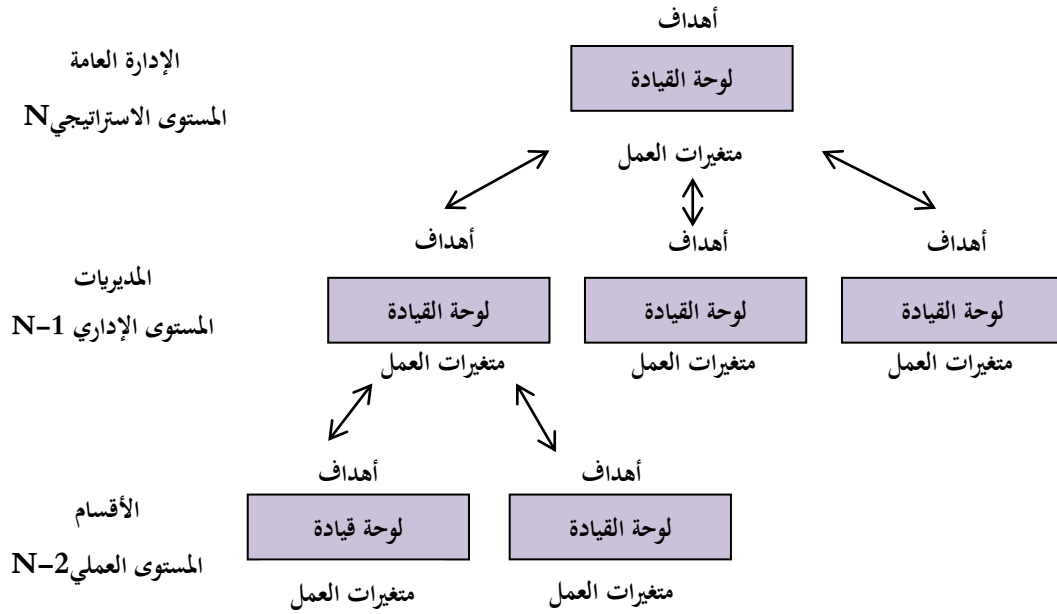 أهداف
الإدارة العامة
لوحة القيادة
المستوى الاستراتيجيN
متغيرات العمل
أهداف
أهداف
أهداف
المديريات
لوحة القيادة
لوحة القيادة
لوحة القيادة
المستوى الإداري N-1
متغيرات العمل
متغيرات العمل
متغيرات العمل
أهداف
أهداف
الأقسام
لوحة القيادة
لوحة قيادة
المستوى العمليN-2
متغيرات العمل
متغيرات العمل